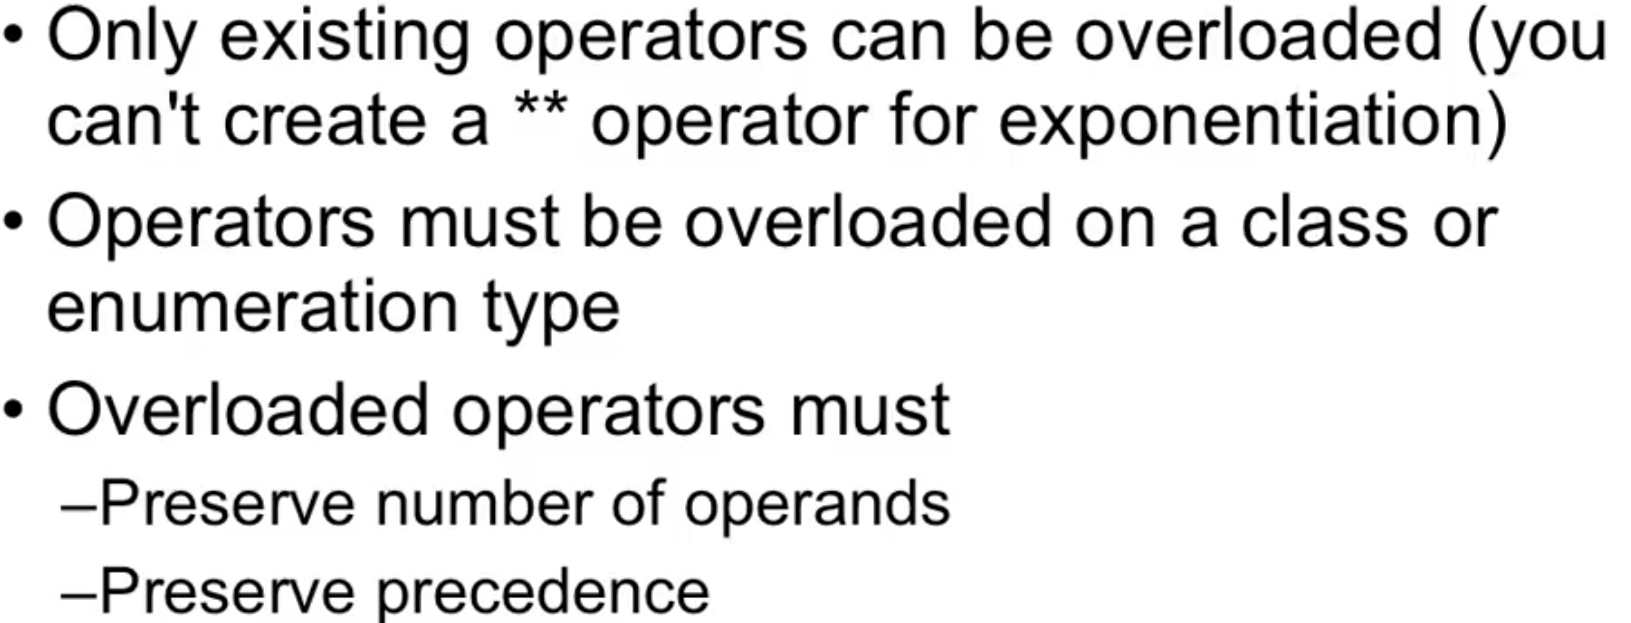 • Only existing operators can be overloaded (you
can't create a ** operator for exponentiation)
• Operators must be overloaded on a class or
enumeration type
• Overloaded operators must
–Preserve number of operands
–Preserve precedence